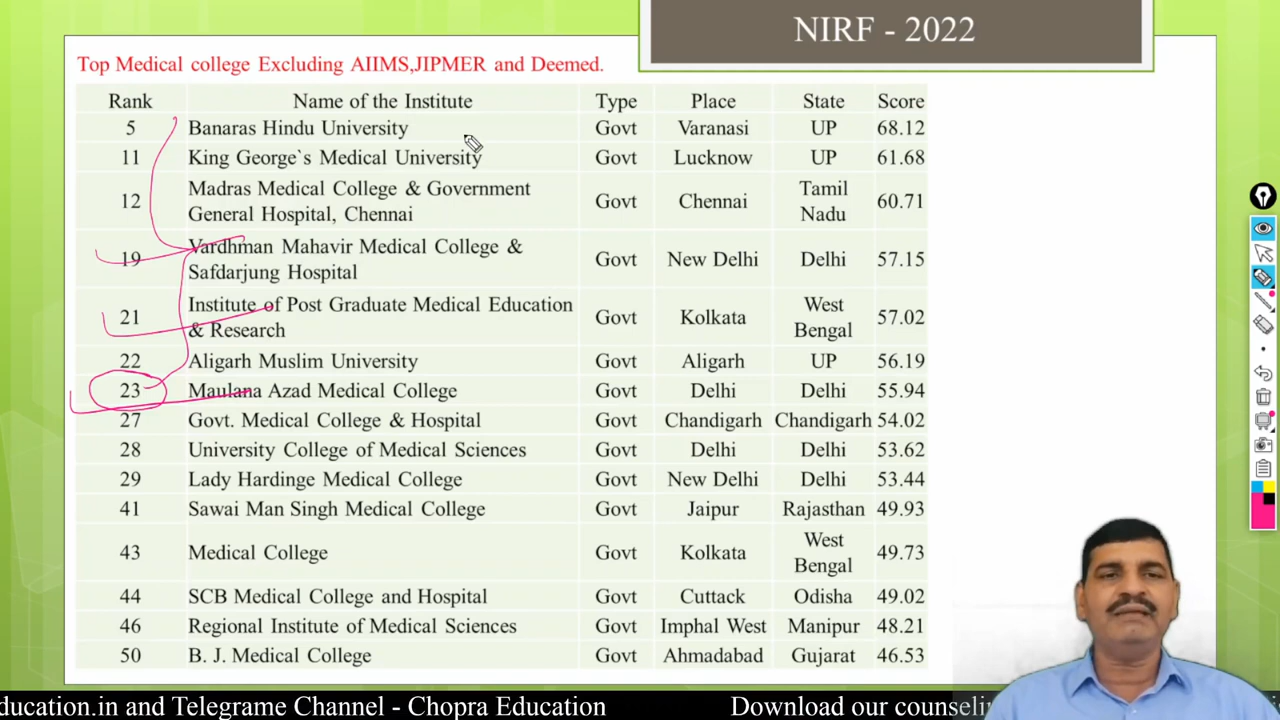 NIRF - 2022
Top Medical college Excluding AIIMS,JIPMER and Deemed.
Rank Name of the Institute Type Place State Score
5 Banaras Hindu University Govt Varanasi UP 68.12
11 King George`s Medical University Govt Lucknow UP 61.68
12 Madras Medical College & Government General Hospital, Chennai Govt Chennai Tamil Nadu 60.71
19 Vardhman Mahavir Medical College & Safdarjung Hospital Govt New Delhi Delhi 57.15
21 Institute of Post Graduate Medical Education & Research Govt Kolkata West Bengal 57.02
22 Aligarh Muslim University Govt Aligarh UP 56.19
23 Maulana Azad Medical College Govt Delhi Delhi 55.94
27 Govt. Medical College & Hospital Govt Chandigarh Chandigarh 54.02
28 University College of Medical Sciences Govt Delhi Delhi 53.62
29 Lady Hardinge Medical College Govt New Delhi Delhi 53.44
41 Sawai Man Singh Medical College Govt Jaipur Rajasthan 49.93
43 Medical College Govt Kolkata West Bengal 49.73
44 SCB Medical College and Hospital Govt Cuttack Odisha 49.02
46 Regional Institute of Medical Sciences Govt Imphal West Manipur 48.21
50 B. J. Medical College Govt Ahmadabad Gujarat 46.53
ducation.in and Telegrame Channel - Chopra Education Download our counselin